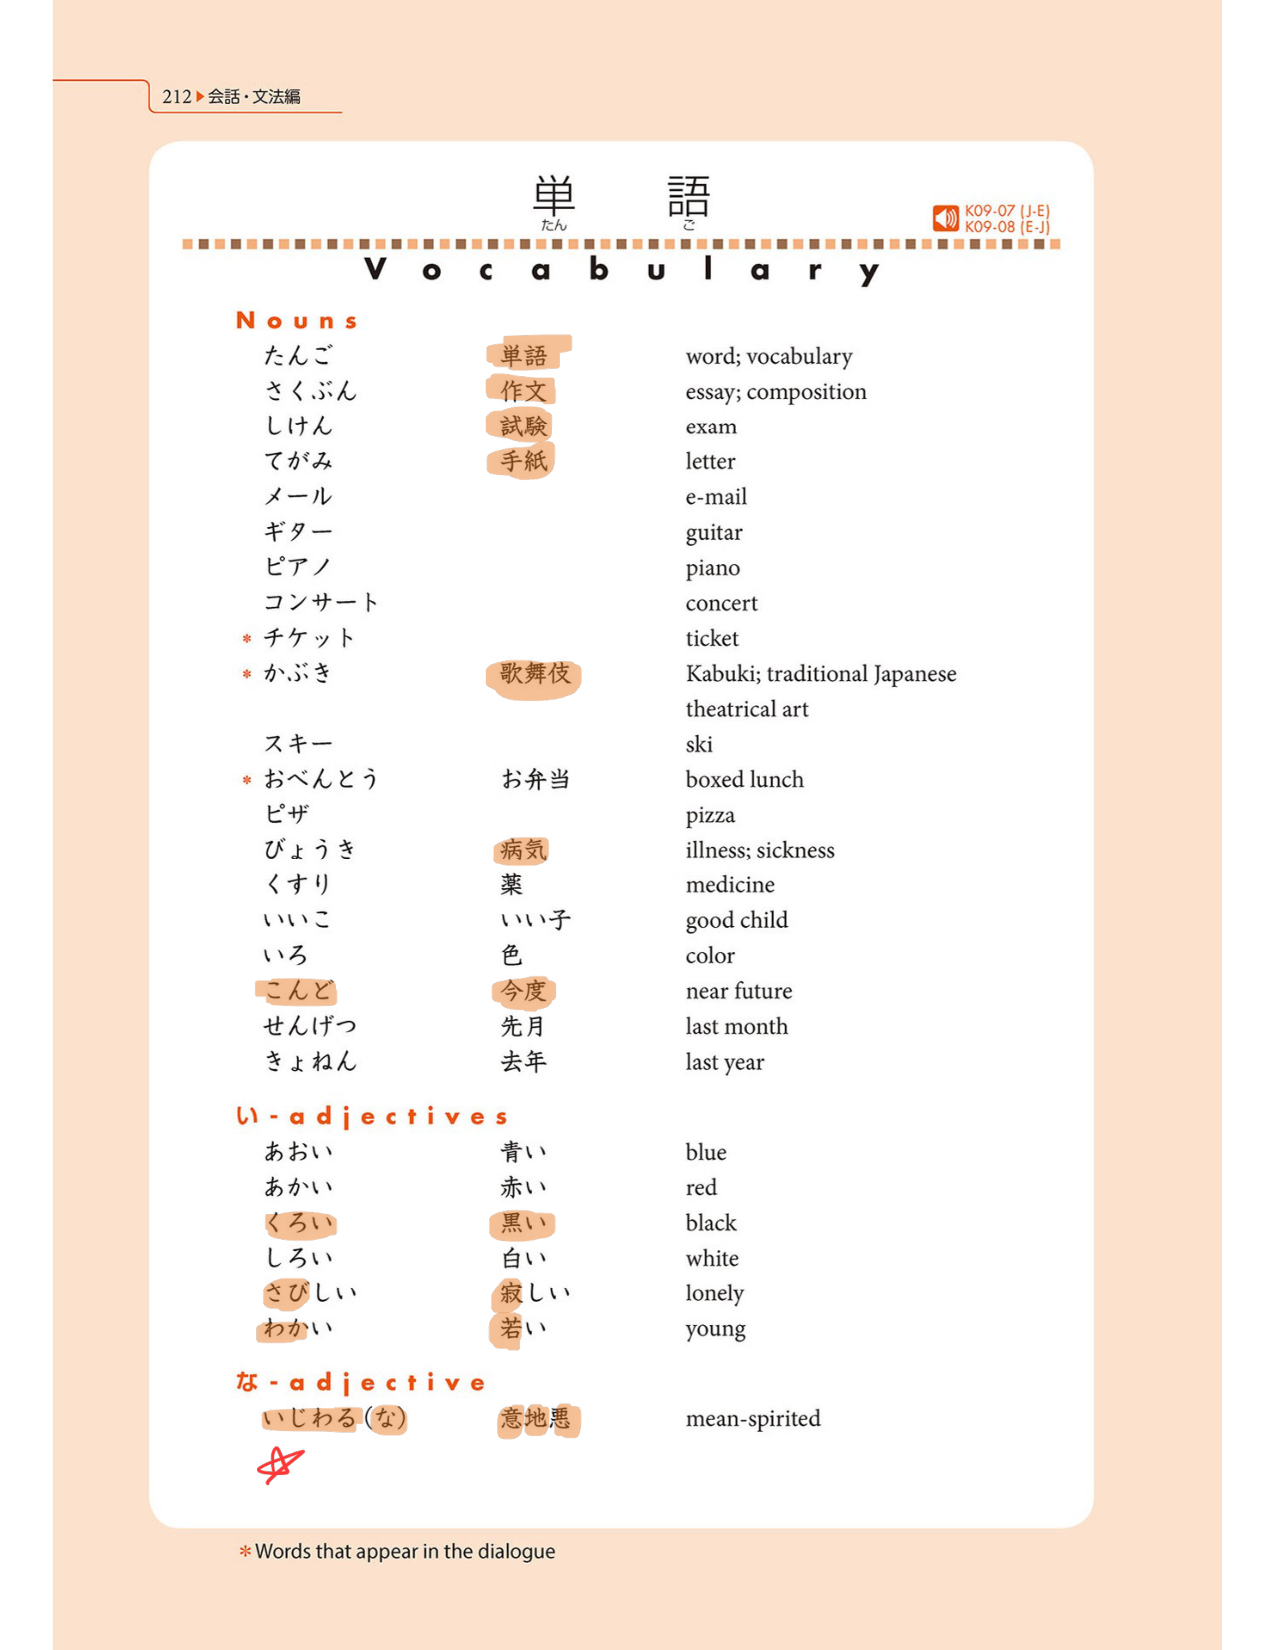 212▶会話・文法編
単語
たん ご
K09-07 (J-E)
K09-08 (E-J)
Vocabulary
Nouns
たんご 単語 word; vocabulary
さくぶん 作文 essay; composition
しけん 試験 exam
てがみ 手紙 letter
メール e-mail
ギター guitar
ピアノ piano
コンサート concert
* チケット ticket
* かぶき 歌舞伎 Kabuki; traditional Japanese
theatrical art
スキー ski
* おべんとう お弁当 boxed lunch
ピザ pizza
びょうき 病気 illness; sickness
くすり 薬 medicine
いいこ いい子 good child
いろ 色 color
こんど 今度 near future
せんげつ 先月 last month
きょねん 去年 last year
い-adjectives
あおい 青い blue
あかい 赤い red
くろい 黒い black
しろい 白い white
さびしい 寂しい lonely
わかい 若い young
な-adjective
いじわる(な) 意地悪 mean-spirited
* Words that appear in the dialogue